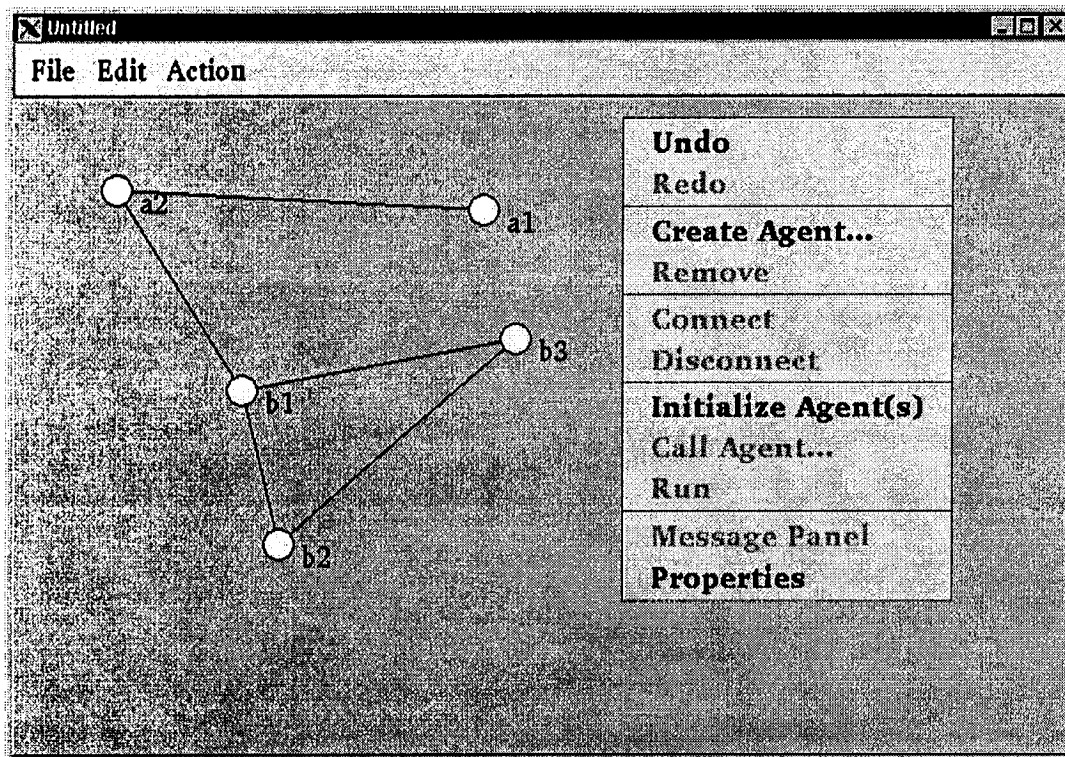 Untitled
File Edit Action
a2
a1
b3
b1
b2
Undo
Redo
Create Agent...
Remove
Connect
Disconnect
Initialize Agent(s)
Call Agent...
Run
Message Panel
Properties